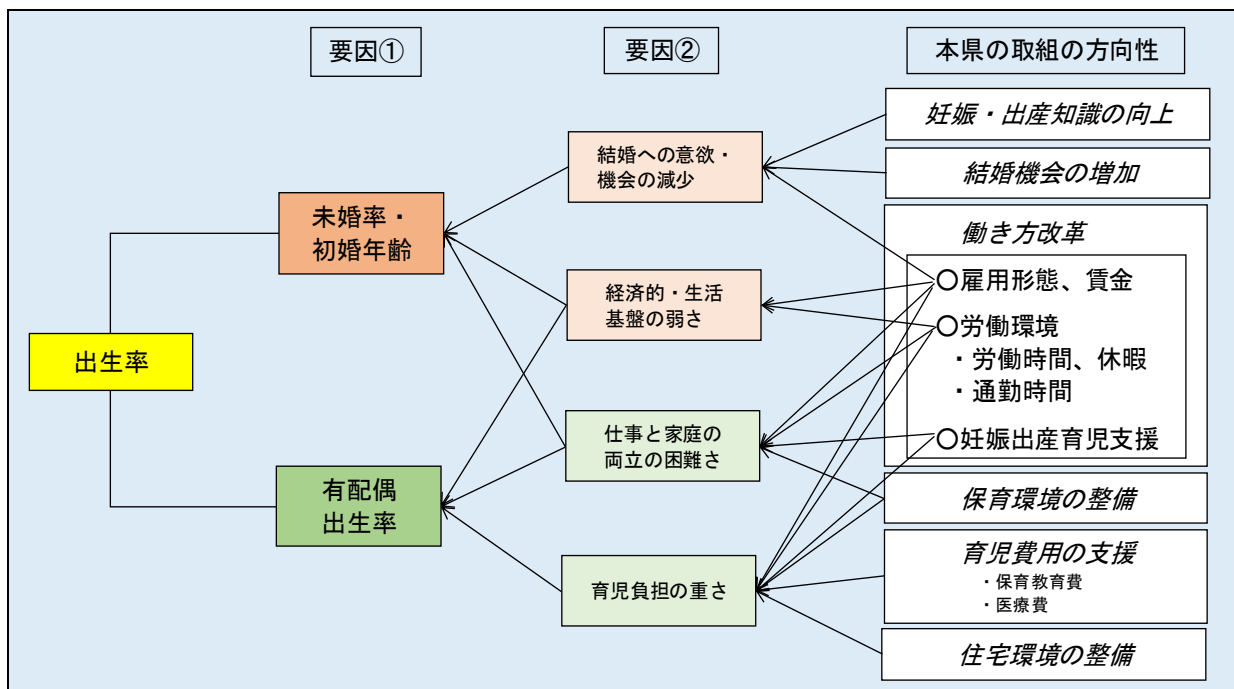 要因①
要因②
本県の取組の方向性
出生率
未婚率・
初婚年齢
有配偶
出生率
結婚への意欲・
機会の減少
経済的・生活
基盤の弱さ
仕事と家庭の
両立の困難さ
育児負担の重さ
妊娠・出産知識の向上
結婚機会の増加
働き方改革
〇雇用形態、賃金
〇労働環境
・労働時間、休暇
・通勤時間
〇妊娠出産育児支援
保育環境の整備
育児費用の支援
・保育教育費
・医療費
住宅環境の整備